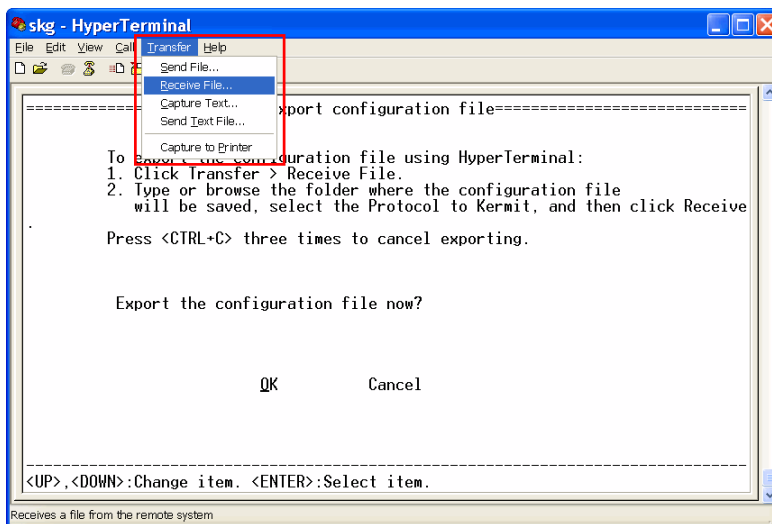 skg - HyperTerminal
File Edit View Call Transfer Help
Send File...
Receive File...
Capture Text...
Send Text File...
Capture to Printer
xport configuration file
To export the configuration file using HyperTerminal:
1. Click Transfer > Receive File.
2. Type or browse the folder where the configuration file
will be saved, select the Protocol to Kermit, and then click Receive
.
Press <CTRL+C> three times to cancel exporting.
Export the configuration file now?
OK Cancel
<UP>,<DOWN>:Change item. <ENTER>:Select item.
Receives a file from the remote system